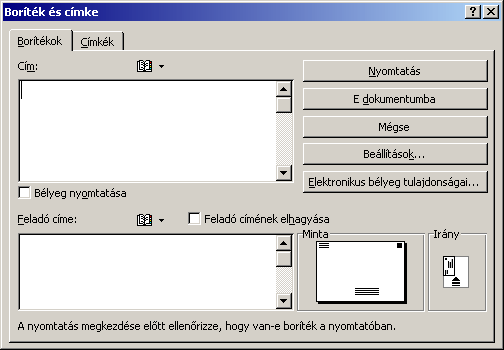 Boríték és címke
Borítékok
Címkék
Cím:
Nyomtatás
E dokumentumba
Mégse
Beállítások...
Elektronikus bélyeg tulajdonságai...
Bélyeg nyomtatása
Feladó címe:
Feladó címének elhagyása
Minta
Irány
A nyomtatás megkezdése előtt ellenőrizze, hogy van-e boríték a nyomtatóban.